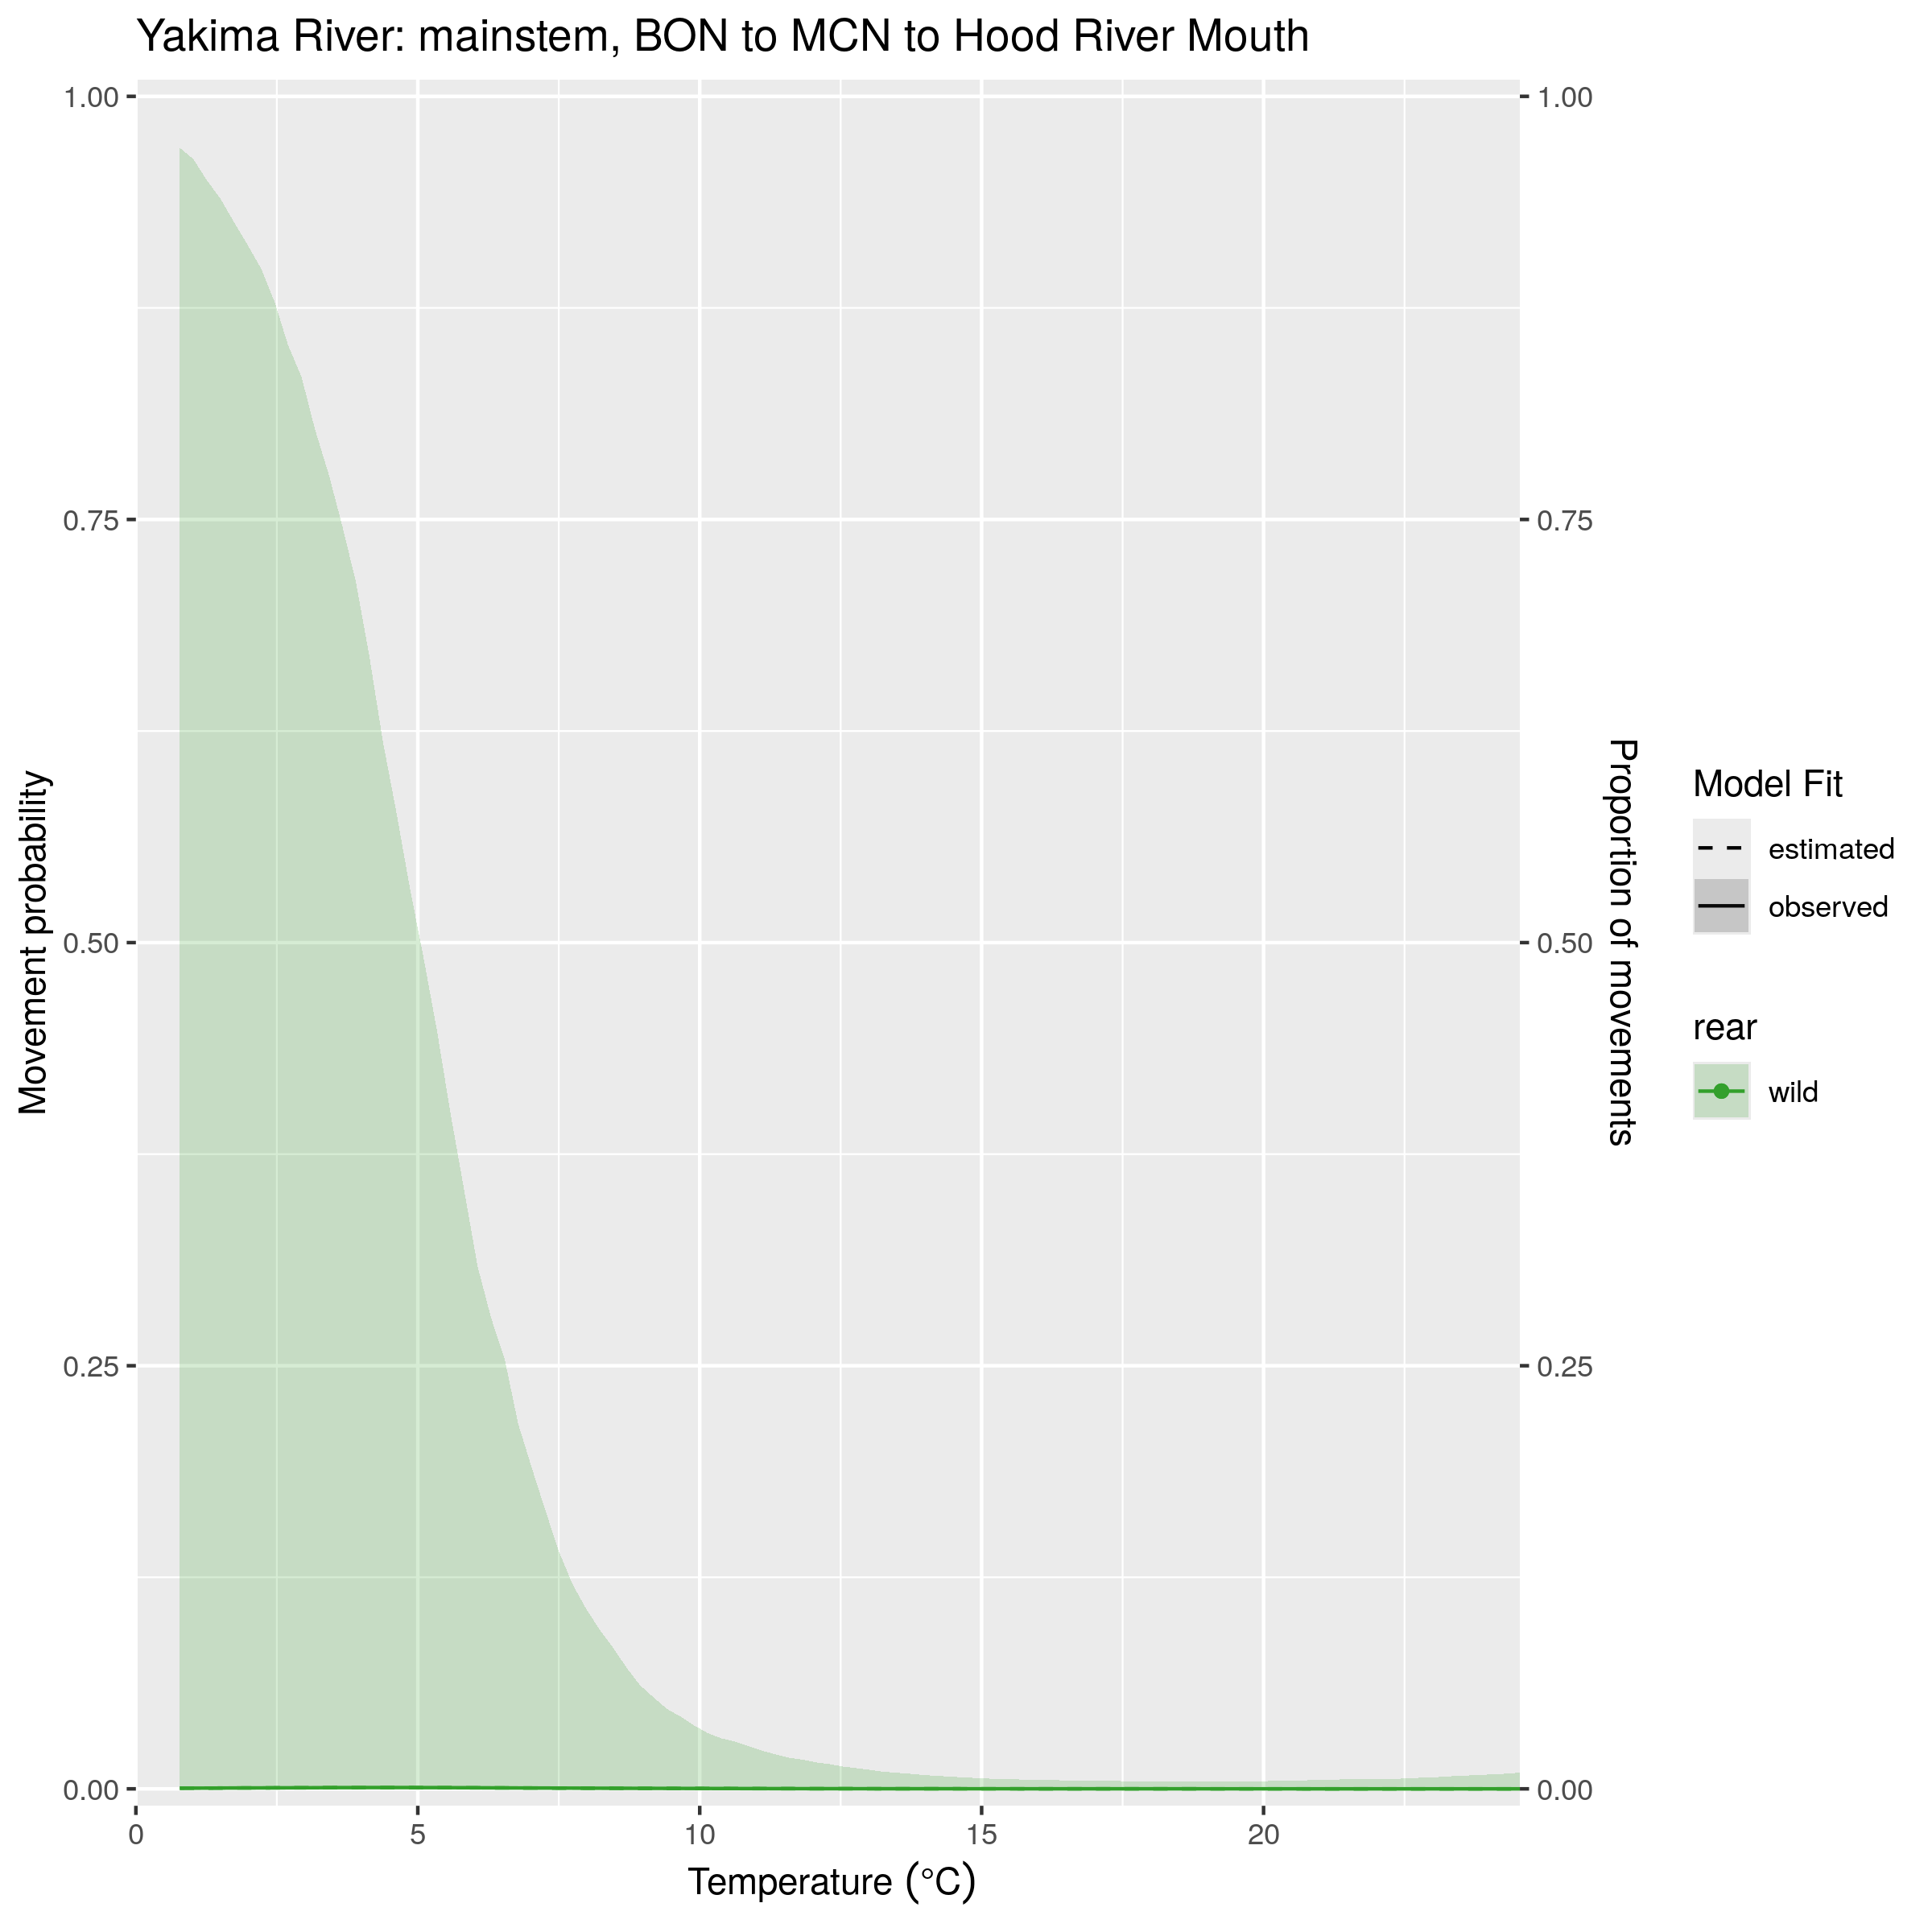 Yakima River: mainstem, BON to MCN to Hood River Mouth
Movement probability
1.00
0.75
0.50
0.25
0.00
0
5
10
15
20
Temperature (°C)
1.00
0.75
0.50
0.25
0.00
Proportion of movements
Model Fit
estimated
observed
rear
wild